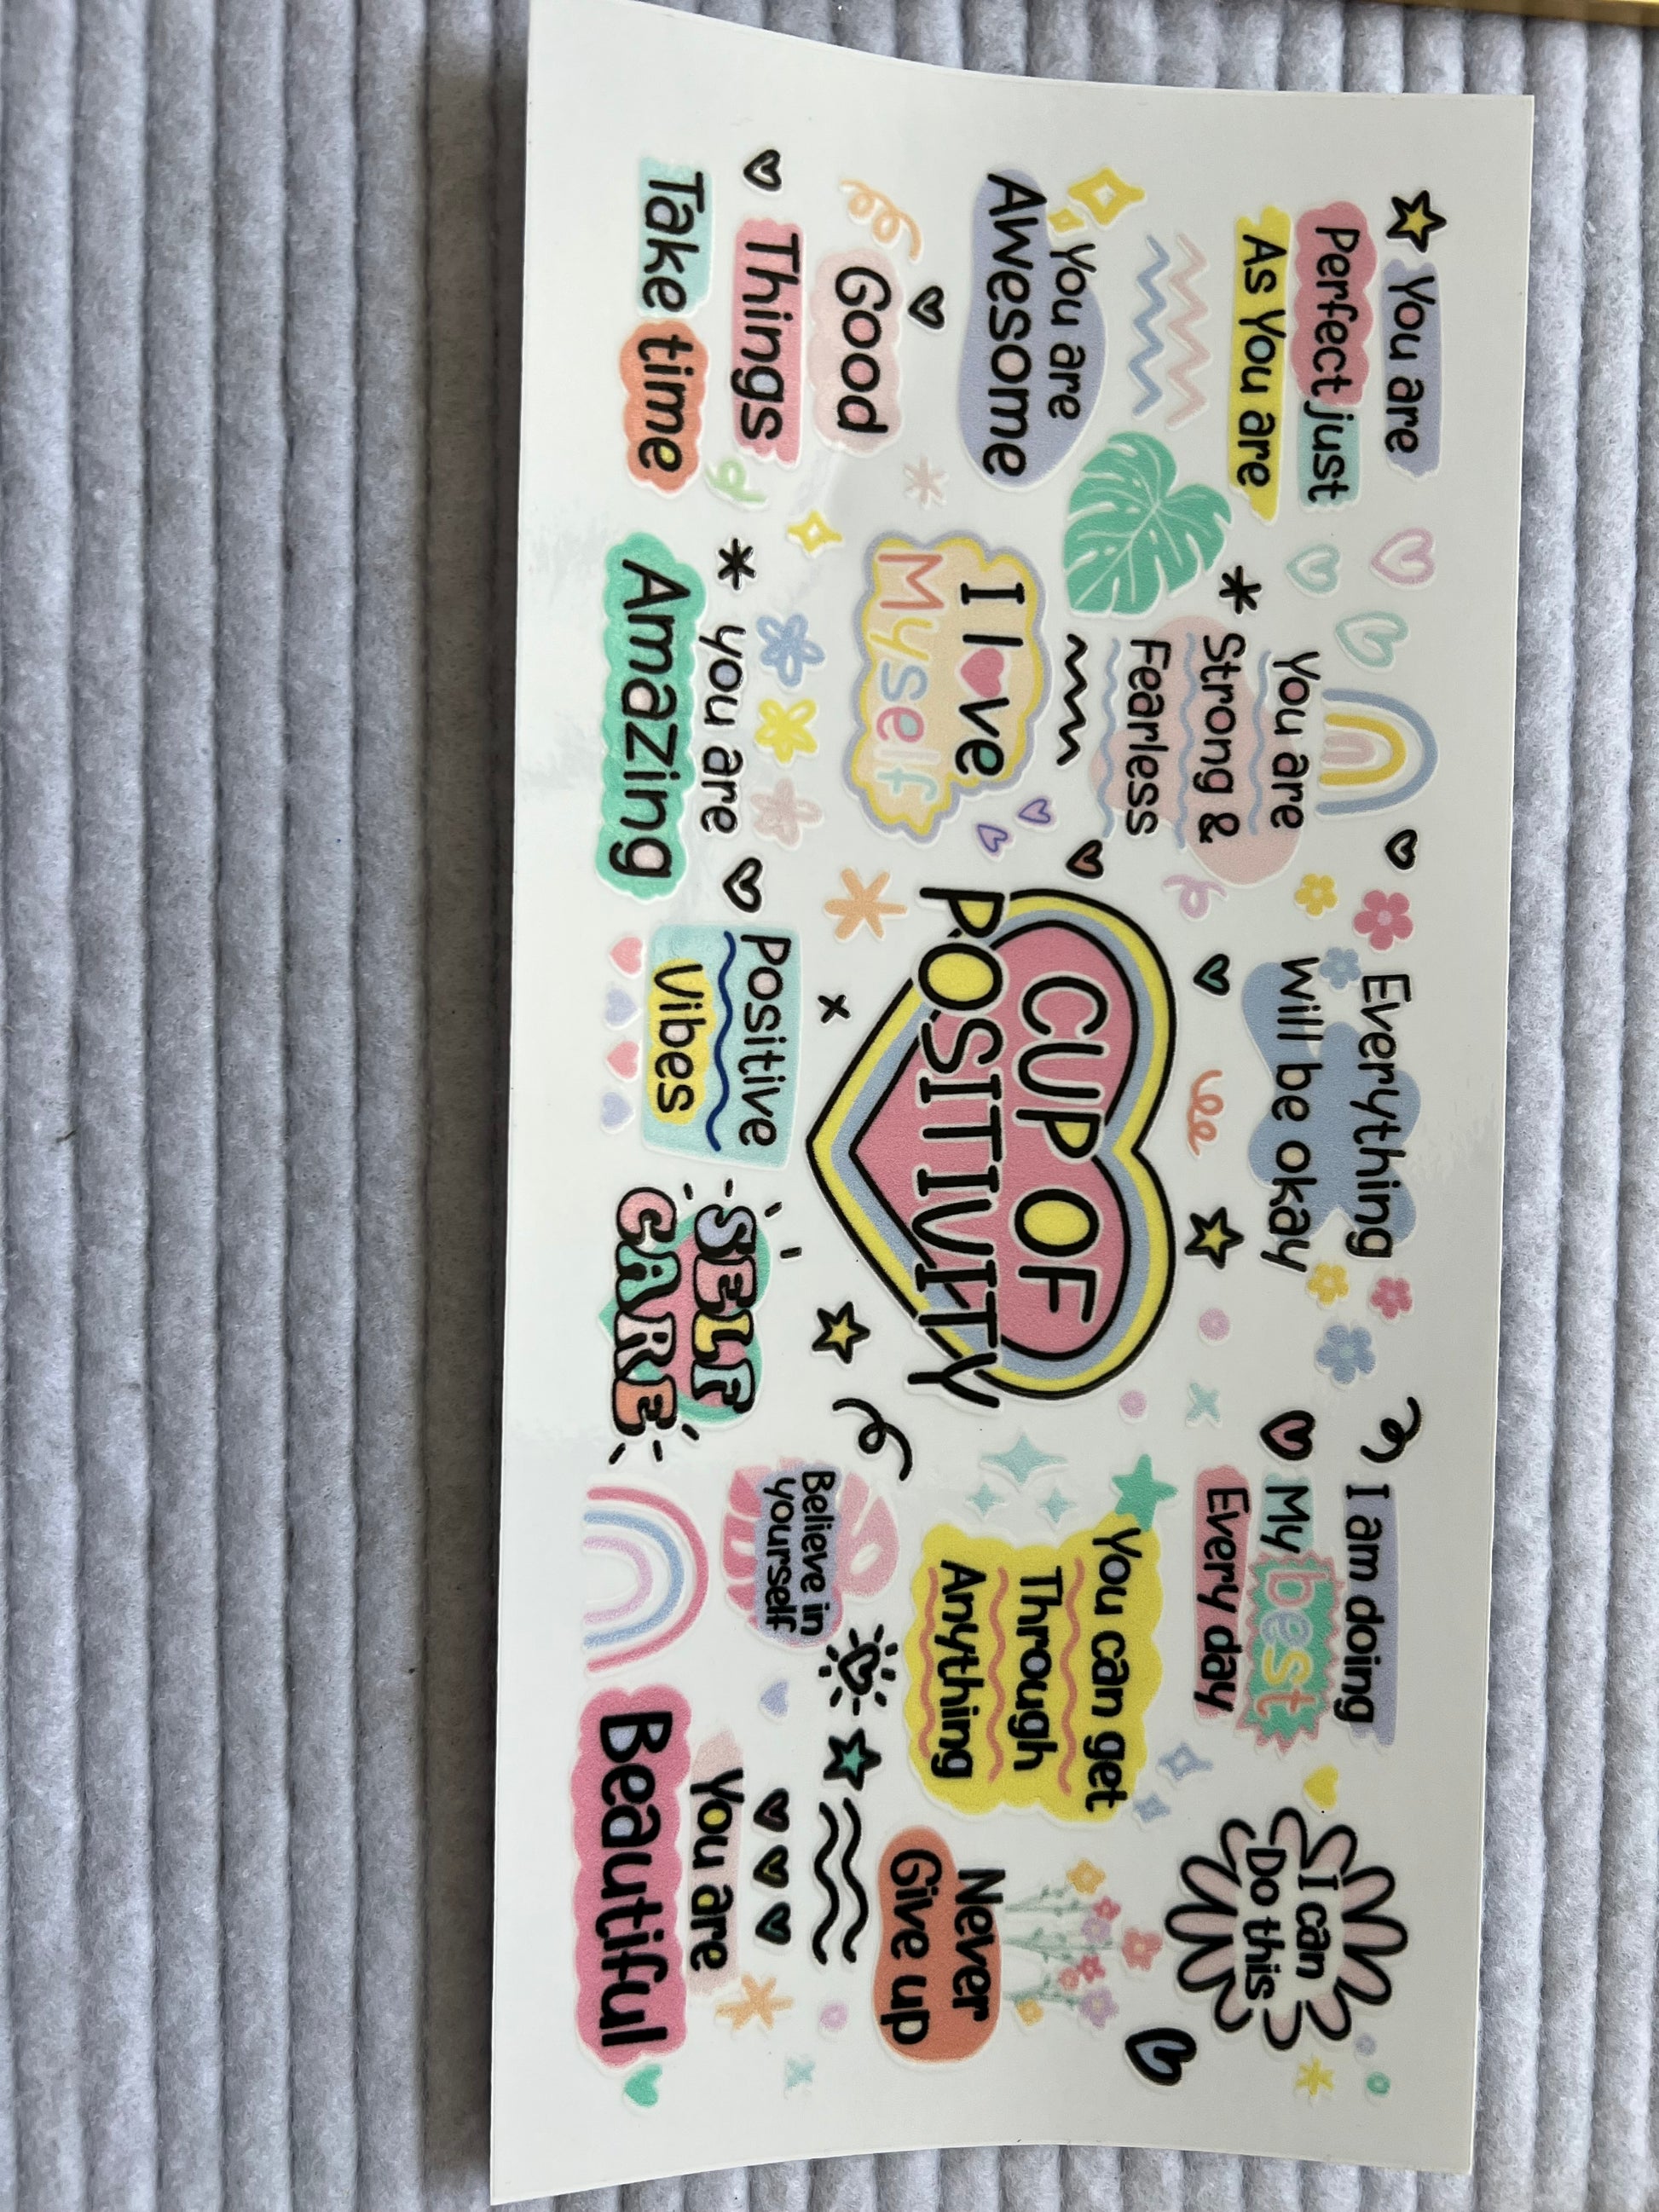 You are
Perfect just
As You are
You are
Awesome
Good
Things
Take time
You are
Strong &
Fearless
I love
Myself
you are
Amazing
Everything
Will be okay
CUP OF
POSITIVITY
Positive
Vibes
SELF
CARE
I am doing
My best
Every day
You can get
Through
Anything
Believe in
yourself
I can
Do this
Never
Give up
You are
Beautiful